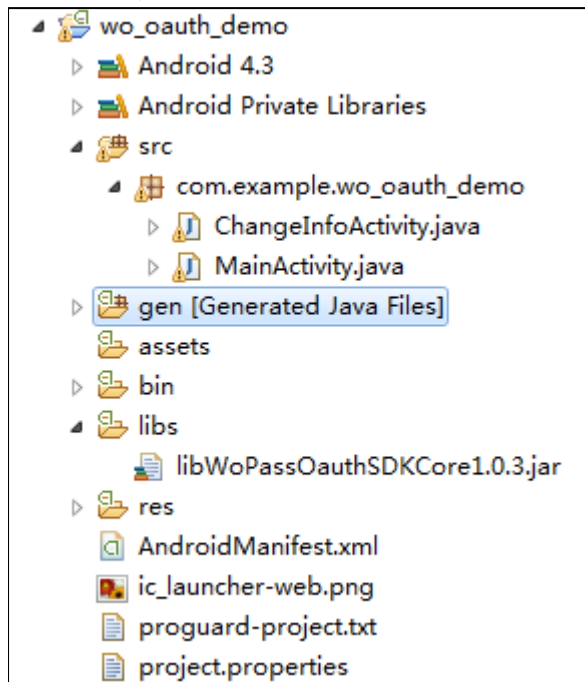 wo_oauth_demo
Android 4.3
Android Private Libraries
src
com.example.wo_oauth_demo
ChangeInfoActivity.java
MainActivity.java
gen [Generated Java Files]
assets
bin
libs
libWoPassOauthSDKCore1.0.3.jar
res
AndroidManifest.xml
ic_launcher-web.png
proguard-project.txt
project.properties